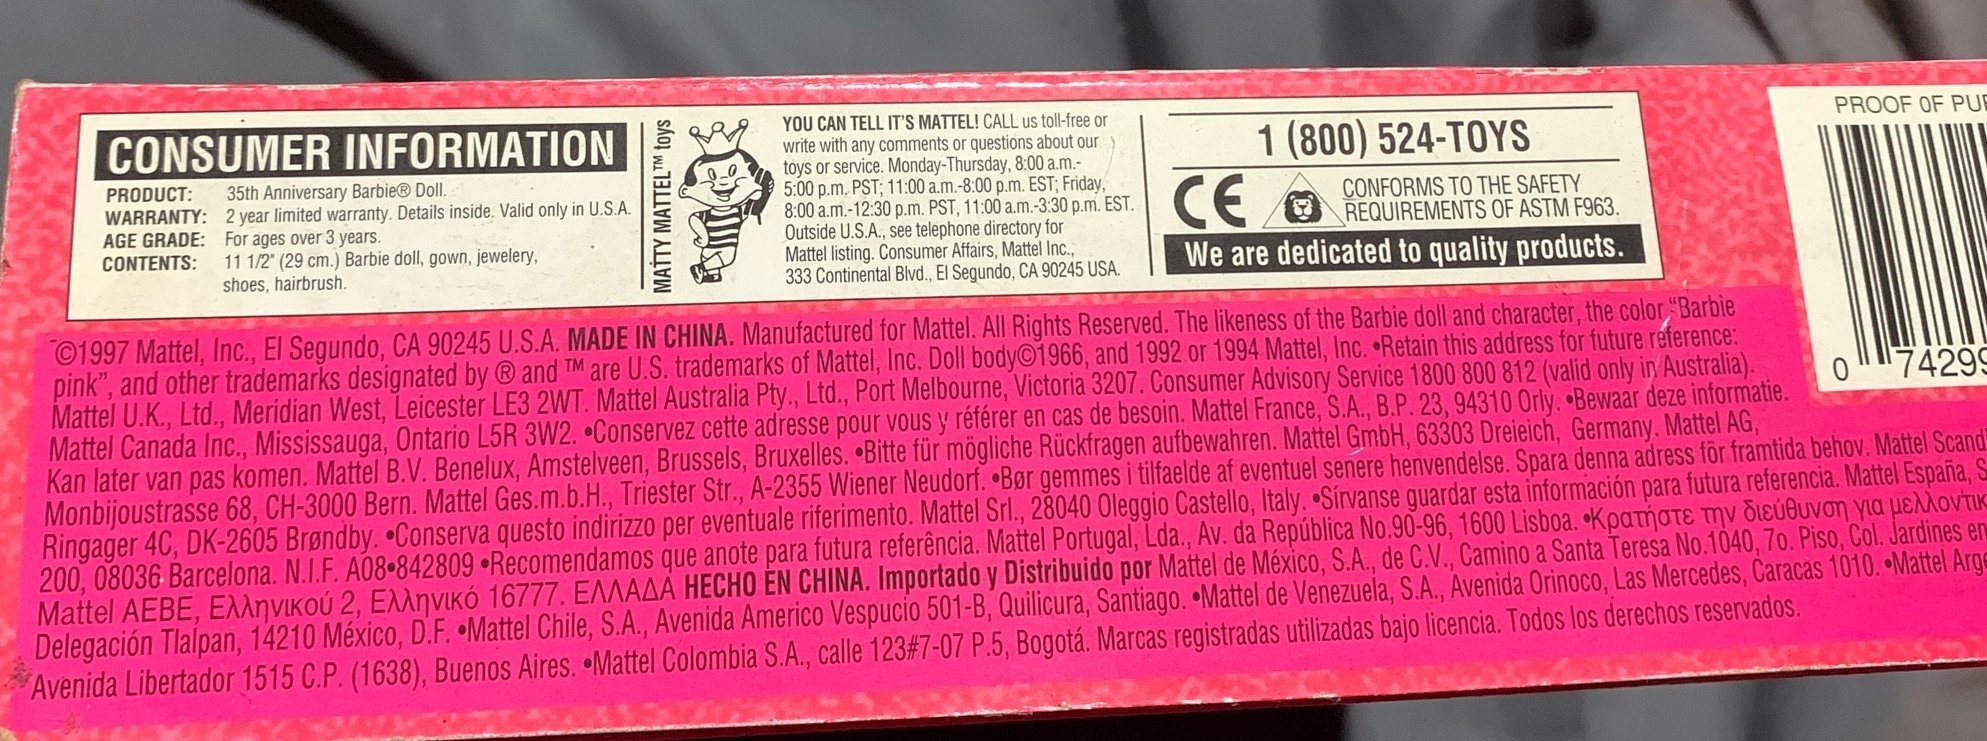 CONSUMER INFORMATION
PRODUCT: 35th Anniversary Barbie® Doll.
WARRANTY: 2 year limited warranty. Details inside. Valid only in U.S.A.
AGE GRADE: For ages over 3 years.
CONTENTS: 11 1/2" (29 cm.) Barbie doll, gown, jewelery,
shoes, hairbrush.
MATTY MATTEL™ toys
YOU CAN TELL IT'S MATTEL! CALL us toll-free or
write with any comments or questions about our
toys or service. Monday-Thursday, 8:00 a.m.-
5:00 p.m. PST; 11:00 a.m.-8:00 p.m. EST; Friday,
8:00 a.m.-12:30 p.m. PST, 11:00 a.m.-3:30 p.m. EST.
Outside U.S.A., see telephone directory for
Mattel listing. Consumer Affairs, Mattel Inc.,
333 Continental Blvd., El Segundo, CA 90245 USA.
1 (800) 524-TOYS
CE
CONFORMS TO THE SAFETY
REQUIREMENTS OF ASTM F963.
We are dedicated to quality products.
PROOF OF PU
0 74299
©1997 Mattel, Inc., El Segundo, CA 90245 U.S.A. MADE IN CHINA. Manufactured for Mattel. All Rights Reserved. The likeness of the Barbie doll and character, the color "Barbie
pink", and other trademarks designated by ® and ™ are U.S. trademarks of Mattel, Inc. Doll body©1966, and 1992 or 1994 Mattel, Inc. •Retain this address for future reference:
Mattel U.K., Ltd., Meridian West, Leicester LE3 2WT. Mattel Australia Pty., Ltd., Port Melbourne, Victoria 3207. Consumer Advisory Service 1800 800 812 (valid only in Australia).
Mattel Canada Inc., Mississauga, Ontario L5R 3W2. •Conservez cette adresse pour vous y référer en cas de besoin. Mattel France, S.A., B.P. 23, 94310 Orly. •Bewaar deze informatie.
Kan later van pas komen. Mattel B.V. Benelux, Amstelveen, Brussels, Bruxelles. •Bitte für mögliche Rückfragen aufbewahren. Mattel GmbH, 63303 Dreieich, Germany. Mattel AG,
Monbijoustrasse 68, CH-3000 Bern. Mattel Ges.m.b.H., Triester Str., A-2355 Wiener Neudorf. •Bør gemmes i tilfaelde af eventuel senere henvendelse. Spara denna adress för framtida behov. Mattel Scand
Ringager 4C, DK-2605 Brøndby. •Conserva questo indirizzo per eventuale riferimento. Mattel Srl., 28040 Oleggio Castello, Italy. •Sírvanse guardar esta información para futura referencia. Mattel España, S
200, 08036 Barcelona. N.I.F. A08•842809 •Recomendamos que anote para futura referência. Mattel Portugal, Lda., Av. da República No.90-96, 1600 Lisboa. •Κρατήστε την διεύθυνση για μελλοντικ
Mattel AEBE, Ελληνικού 2, Ελληνικό 16777. ΕΛΛΑΔΑ HECHO EN CHINA. Importado y Distribuido por Mattel de México, S.A., de C.V., Camino a Santa Teresa No.1040, 7o. Piso, Col. Jardines en
Delegación Tlalpan, 14210 México, D.F. •Mattel Chile, S.A., Avenida Americo Vespucio 501-B, Quilicura, Santiago. •Mattel de Venezuela, S.A., Avenida Orinoco, Las Mercedes, Caracas 1010. •Mattel Arge
Avenida Libertador 1515 C.P. (1638), Buenos Aires. •Mattel Colombia S.A., calle 123#7-07 P.5, Bogotá. Marcas registradas utilizadas bajo licencia. Todos los derechos reservados.